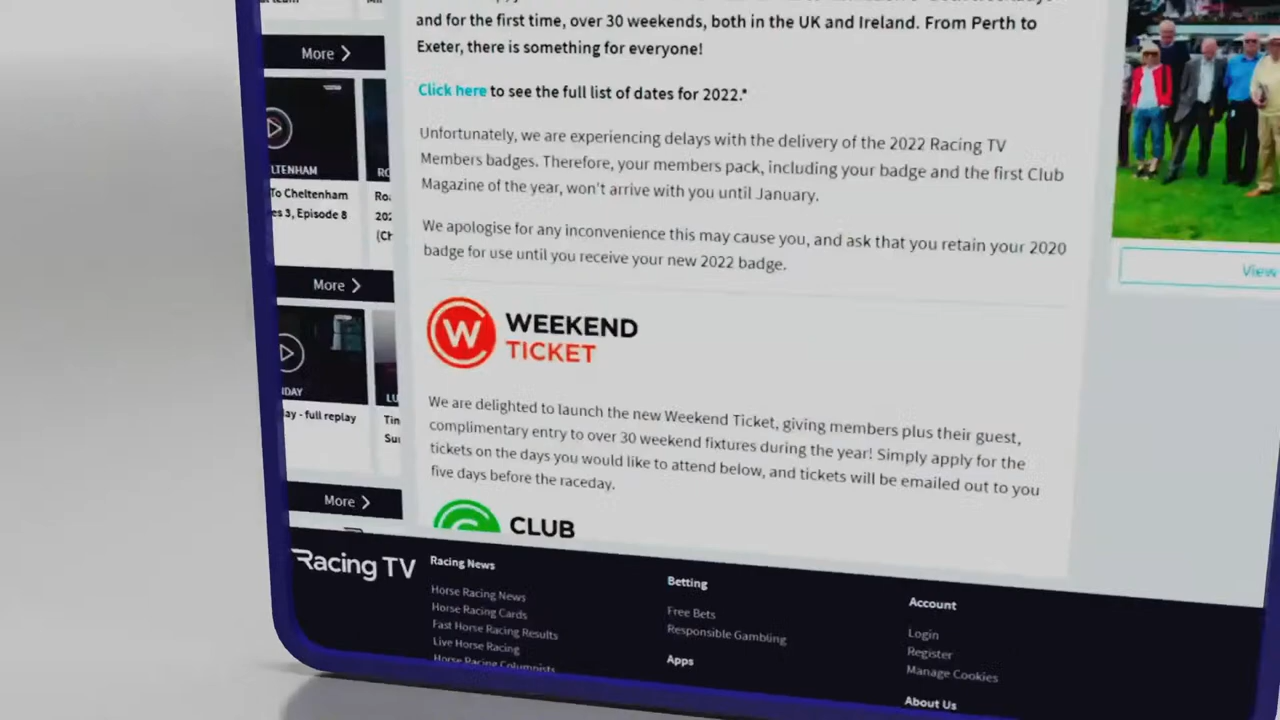 More
LTENHAM
To Cheltenham
es 3, Episode 8
More
IDAY
lay - full replay
More
and for the first time, over 30 weekends, both in the UK and Ireland. From Perth to
Exeter, there is something for everyone!
Click here to see the full list of dates for 2022.*
Unfortunately, we are experiencing delays with the delivery of the 2022 Racing TV
Members badges. Therefore, your members pack, including your badge and the first Club
Magazine of the year, won't arrive with you until January.
We apologise for any inconvenience this may cause you, and ask that you retain your 2020
badge for use until you receive your new 2022 badge.
WEEKEND
TICKET
We are delighted to launch the new Weekend Ticket, giving members plus their guest,
complimentary entry to over 30 weekend fixtures during the year! Simply apply for the
tickets on the days you would like to attend below, and tickets will be emailed out to you
five days before the raceday.
CLUB
View
Racing TV
Racing News
Horse Racing News
Horse Racing Cards
Fast Horse Racing Results
Live Horse Racing
Horse Racing Columnists
Betting
Free Bets
Responsible Gambling
Apps
Account
Login
Register
Manage Cookies
About Us